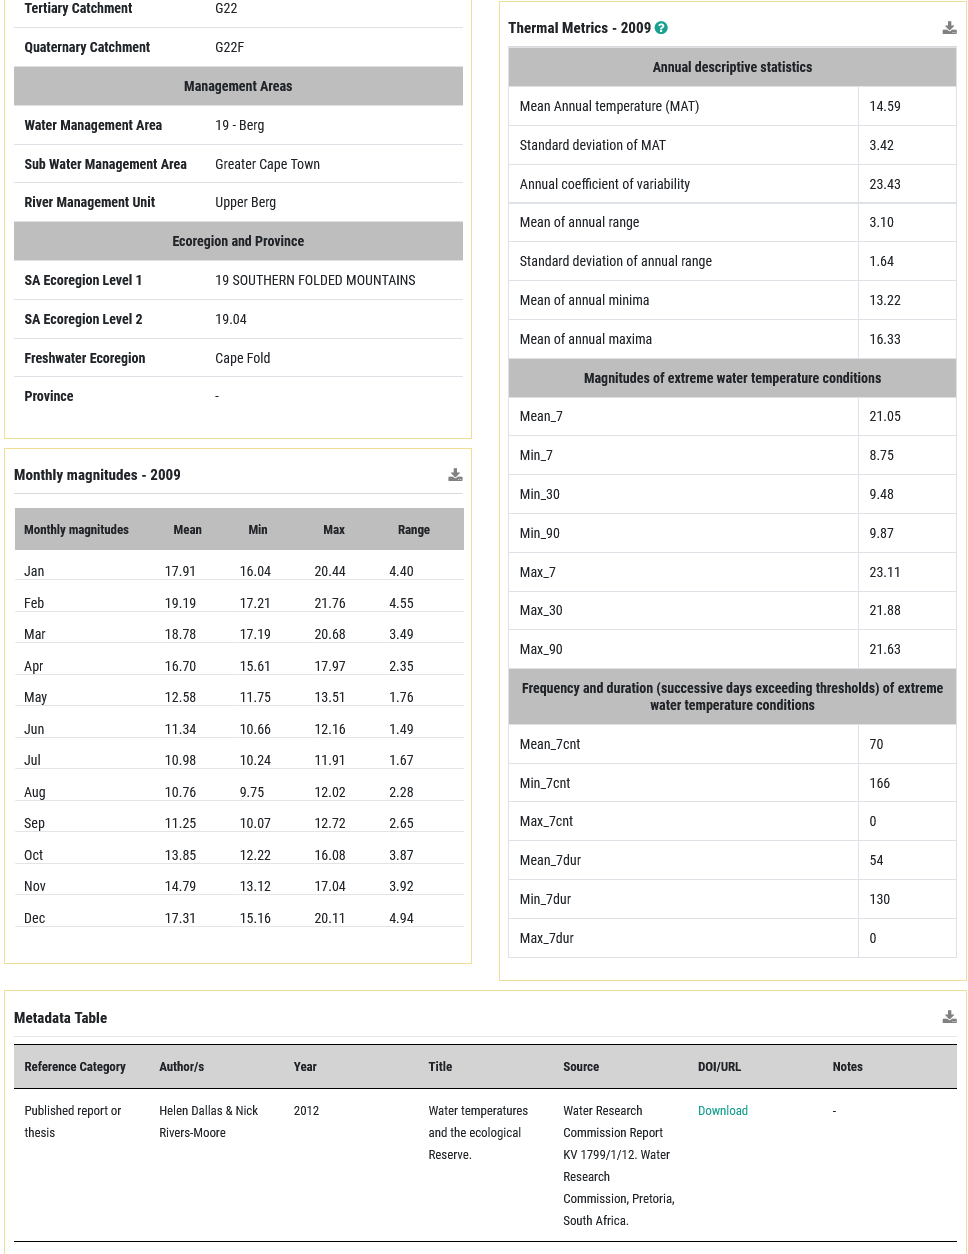 Tertiary Catchment G22
Quaternary Catchment G22F
Management Areas
Water Management Area 19 - Berg
Sub Water Management Area Greater Cape Town
River Management Unit Upper Berg
Ecoregion and Province
SA Ecoregion Level 1 19 SOUTHERN FOLDED MOUNTAINS
SA Ecoregion Level 2 19.04
Freshwater Ecoregion Cape Fold
Province -
Monthly magnitudes - 2009
Monthly magnitudes Mean Min Max Range
Jan 17.91 16.04 20.44 4.40
Feb 19.19 17.21 21.76 4.55
Mar 18.78 17.19 20.68 3.49
Apr 16.70 15.61 17.97 2.35
May 12.58 11.75 13.51 1.76
Jun 11.34 10.66 12.16 1.49
Jul 10.98 10.24 11.91 1.67
Aug 10.76 9.75 12.02 2.28
Sep 11.25 10.07 12.72 2.65
Oct 13.85 12.22 16.08 3.87
Nov 14.79 13.12 17.04 3.92
Dec 17.31 15.16 20.11 4.94
Thermal Metrics - 2009 ?
Annual descriptive statistics
Mean Annual temperature (MAT) 14.59
Standard deviation of MAT 3.42
Annual coefficient of variability 23.43
Mean of annual range 3.10
Standard deviation of annual range 1.64
Mean of annual minima 13.22
Mean of annual maxima 16.33
Magnitudes of extreme water temperature conditions
Mean_7 21.05
Min_7 8.75
Min_30 9.48
Min_90 9.87
Max_7 23.11
Max_30 21.88
Max_90 21.63
Frequency and duration (successive days exceeding thresholds) of extreme
water temperature conditions
Mean_7cnt 70
Min_7cnt 166
Max_7cnt 0
Mean_7dur 54
Min_7dur 130
Max_7dur 0
Metadata Table
Reference Category Author/s Year Title Source DOI/URL Notes
Published report or Helen Dallas & Nick 2012 Water temperatures Water Research Download -
thesis Rivers-Moore and the ecological Commission Report
Reserve. KV 1799/1/12. Water
Research
Commission, Pretoria,
South Africa.